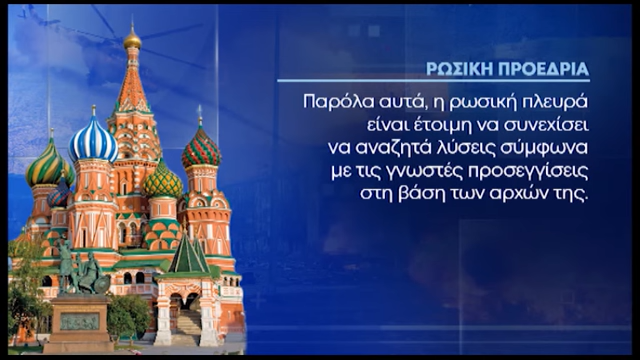 ΡΩΣΙΚΗ ΠΡΟΕΔΡΙΑ
Παρόλα αυτά, η ρωσική πλευρά
είναι έτοιμη να συνεχίσει
να αναζητά λύσεις σύμφωνα
με τις γνωστές προσεγγίσεις
στη βάση των αρχών της.